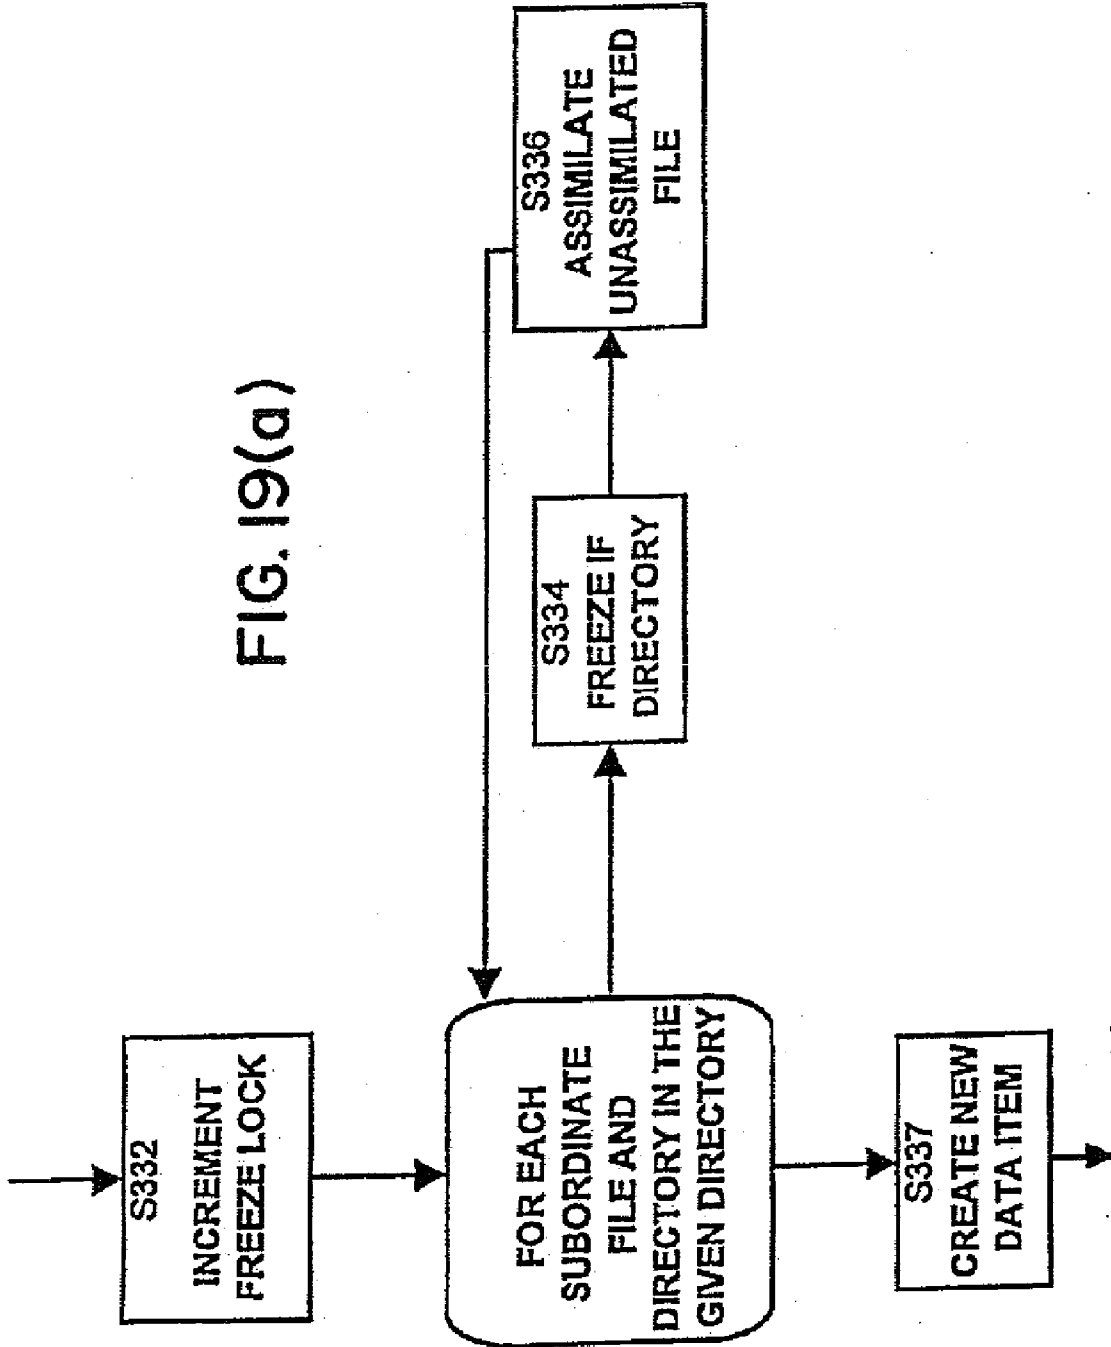 FIG. 19(a)
S332
INCREMENT
FREEZE LOCK
FOR EACH
SUBORDINATE
FILE AND
DIRECTORY IN THE
GIVEN DIRECTORY
S334
FREEZE IF
DIRECTORY
S336
ASSIMILATE
UNASSIMILATED
FILE
S337
CREATE NEW
DATA ITEM